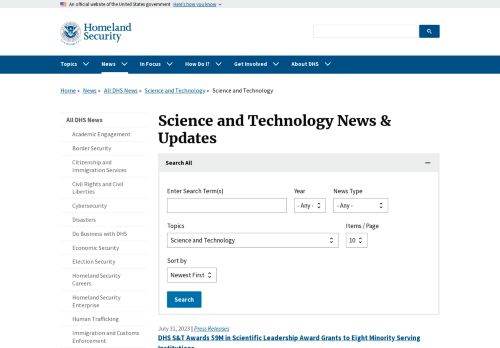 An official website of the United States government Here's how you know
Homeland
Security
Topics News In Focus How Do I? Get Involved About DHS
Home » News » All DHS News » Science and Technology » Science and Technology
All DHS News
Academic Engagement
Border Security
Citizenship and
Immigration Services
Civil Rights and Civil
Liberties
Cybersecurity
Disasters
Do Business with DHS
Economic Security
Election Security
Homeland Security
Careers
Homeland Security
Enterprise
Human Trafficking
Immigration and Customs
Enforcement
Science and Technology News &
Updates
Search All
Enter Search Term(s) Year News Type
- Any - - Any -
Topics Items / Page
Science and Technology 10
Sort by
Newest First
Search
July 31, 2023 | Press Releases
DHS S&T Awards $9M in Scientific Leadership Award Grants to Eight Minority Serving
Institutions